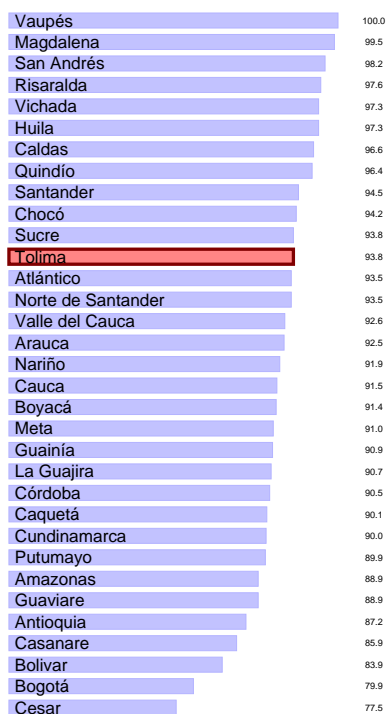 Vaupés 100.0
Magdalena 99.5
San Andrés 98.2
Risaralda 97.6
Vichada 97.3
Huila 97.3
Caldas 96.6
Quindío 96.4
Santander 94.5
Chocó 94.2
Sucre 93.8
Tolima 93.8
Atlántico 93.5
Norte de Santander 93.5
Valle del Cauca 92.6
Arauca 92.5
Nariño 91.9
Cauca 91.5
Boyacá 91.4
Meta 91.0
Guainía 90.9
La Guajira 90.7
Córdoba 90.5
Caquetá 90.1
Cundinamarca 90.0
Putumayo 89.9
Amazonas 88.9
Guaviare 88.9
Antioquia 87.2
Casanare 85.9
Bolivar 83.9
Bogotá 79.9
Cesar 77.5